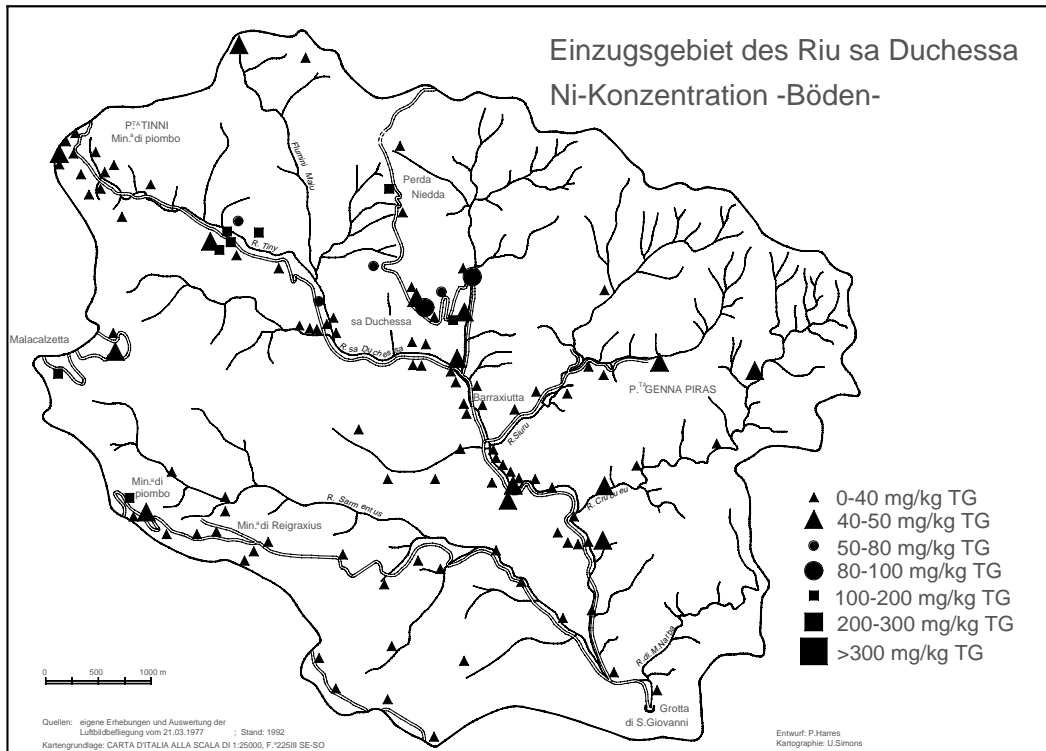 Einzugsgebiet des Riu sa Duchessa
Ni-Konzentration -Böden-
P.TA TINNI
Min.a di piombo
Flumini Maiu
Perda
Niedda
R. Tiny
sa Duchessa
R. sa Duchessa
Malacalzetta
Barraxiutta
P.TA GENNA PIRAS
R.Siuru
Min.a di
piombo
R. Sarmentus
Min.a di Reigraxius
0-40 mg/kg TG
40-50 mg/kg TG
50-80 mg/kg TG
80-100 mg/kg TG
100-200 mg/kg TG
200-300 mg/kg TG
>300 mg/kg TG
0 500 1000 m
Grotta
di S.Giovanni
Quellen: eigene Erhebungen und Auswertung der
Luftbildbefliegung vom 21.03.1977 ; Stand: 1992
Kartengrundlage: CARTA D'ITALIA ALLA SCALA DI 1:25000, F.°225III SE-SO
Entwurf: P.Harres
Kartographie: U.Simons